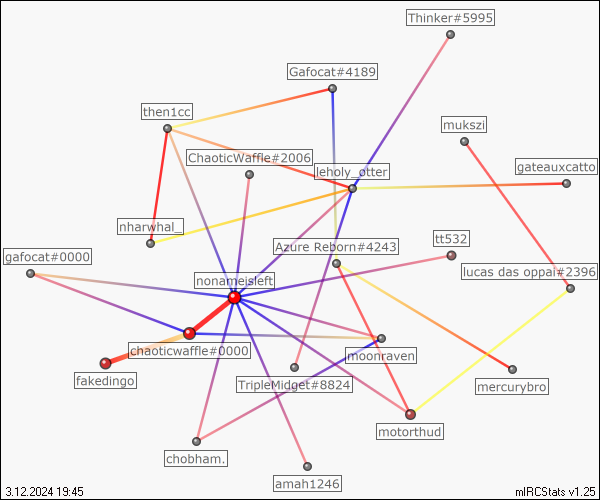 Thinker#5995
Gafocat#4189
then1cc
mukszi
ChaoticWaffle#2006
leholy_otter
gateauxcatto
nharwhal_
Azure Reborn#4243
tt532
gafocat#0000
lucas das oppai#2396
nonameisleft
chaoticwaffle#0000
moonraven
fakedingo
TripleMidget#8824
mercurybro
motorthud
chobham.
amah1246
3.12.2024 19:45
mIRCStats v1.25